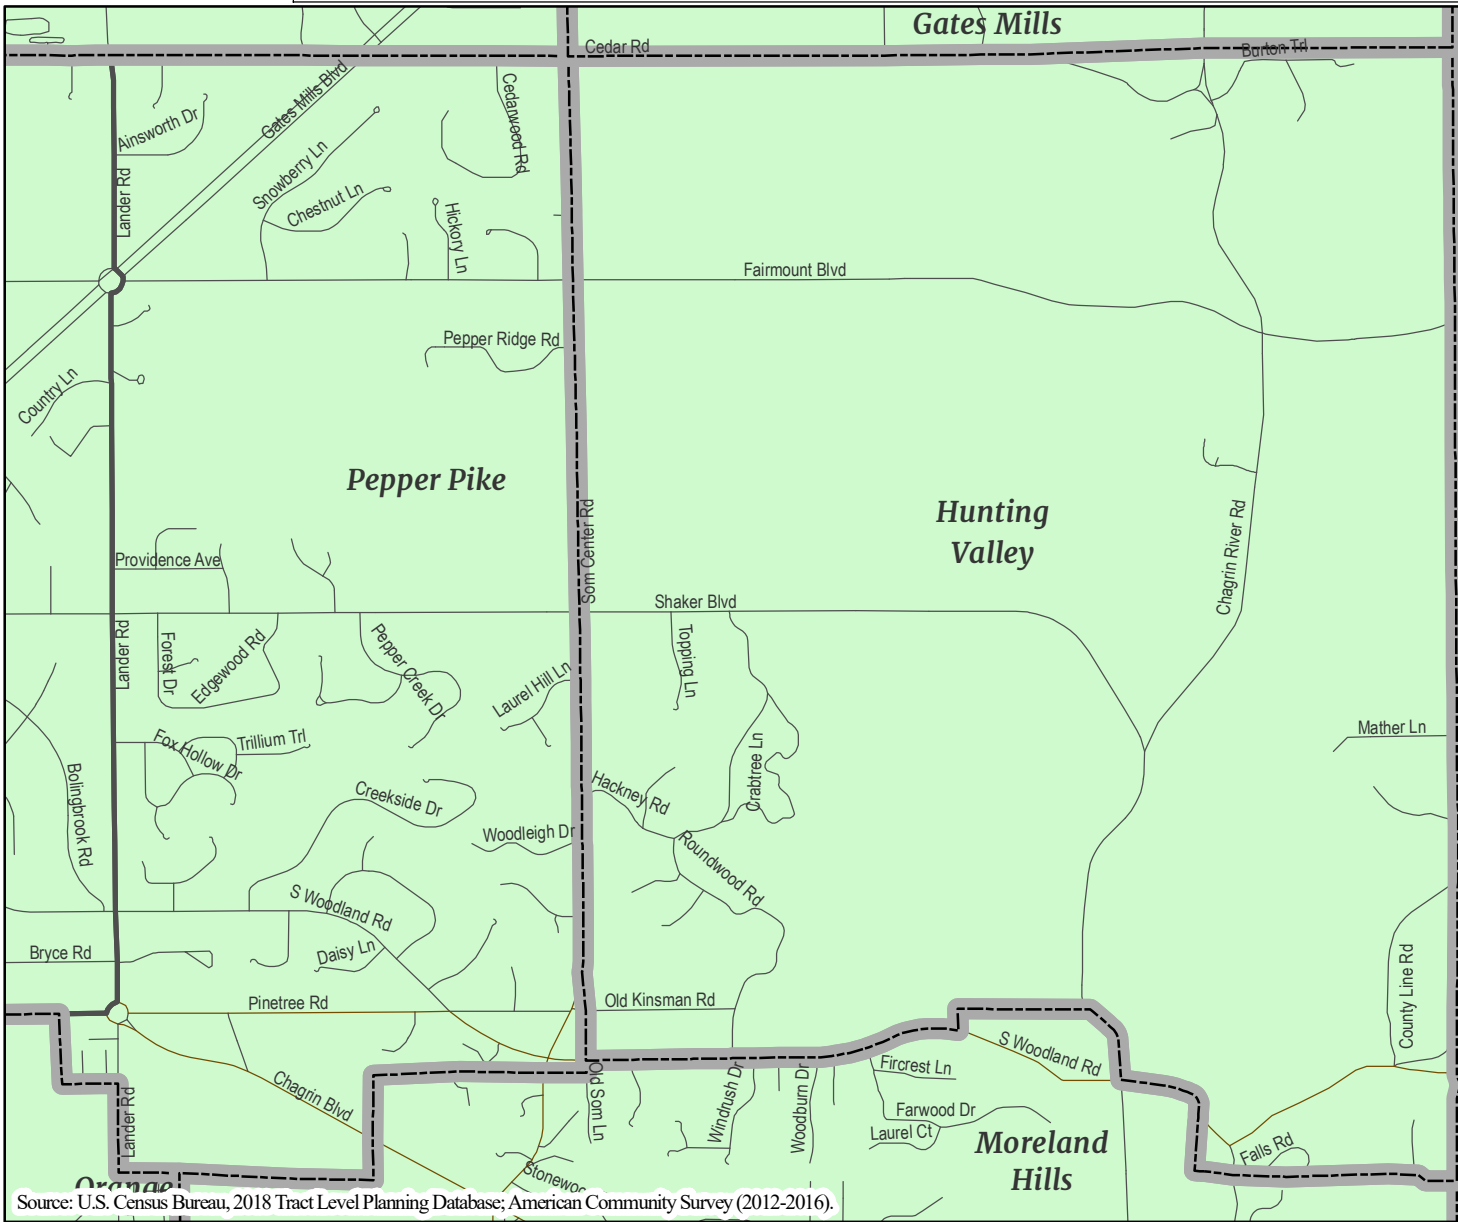 Gates Mills
Cedar Rd
Burton Trl
Gates Mills Blvd
Cedarwood Rd
Ainsworth Dr
Snowberry Ln
Lander Rd
Chestnut Ln
Hickory Ln
Fairmount Blvd
Pepper Ridge Rd
Country Ln
Pepper Pike
Hunting
Valley
Som Center Rd
Chagrin River Rd
Providence Ave
Shaker Blvd
Lander Rd
Forest Dr
Edgewood Rd
Pepper Creek Dr
Laurel Hill Ln
Topping Ln
Mather Ln
Fox Hollow Dr
Trillium Trl
Bolingbrook Rd
Creekside Dr
Crabtree Ln
Hackney Rd
Woodleigh Dr
Roundwood Rd
S Woodland Rd
Bryce Rd
Daisy Ln
County Line Rd
Pinetree Rd
Old Kinsman Rd
S Woodland Rd
Chagrin Blvd
Lander Rd
Old Som Ln
Windrush Dr
Woodburn Dr
Fircrest Ln
Farwood Dr
Laurel Ct
Moreland
Hills
Falls Rd
Stonewoo
Orange
Source: U.S. Census Bureau, 2018 Tract Level Planning Database; American Community Survey (2012-2016).